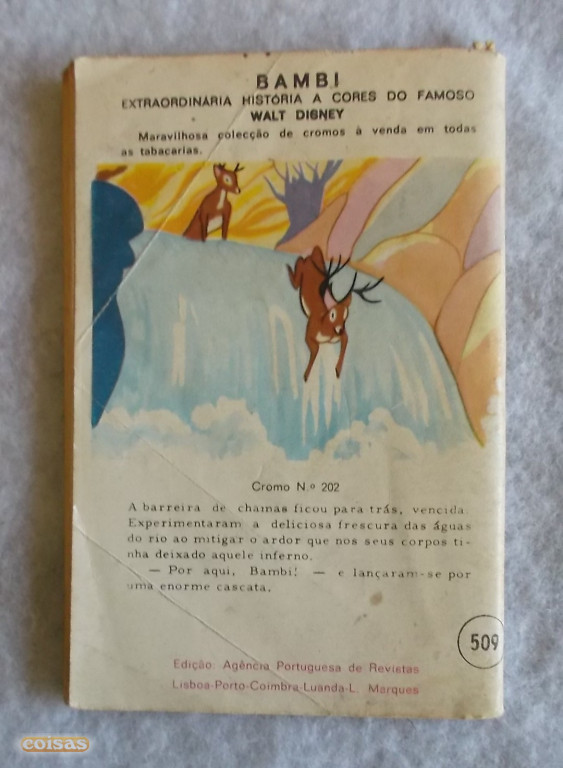 BAMBI
EXTRAORDINÁRIA HISTÓRIA A CORES DO FAMOSO
WALT DISNEY
Maravilhosa colecção de cromos à venda em todas
as tabacarias.
Cromo N.º 202
A barreira de chamas ficou para trás, vencida.
Experimentaram a deliciosa frescura das águas
do rio ao mitigar o ardor que nos seus corpos ti-
nha deixado aquele inferno.
— Por aqui, Bambi! — e lançaram-se por
uma enorme cascata.
509
Edição: Agência Portuguesa de Revistas
Lisboa-Porto-Coimbra-Luanda-L. Marques
coisas